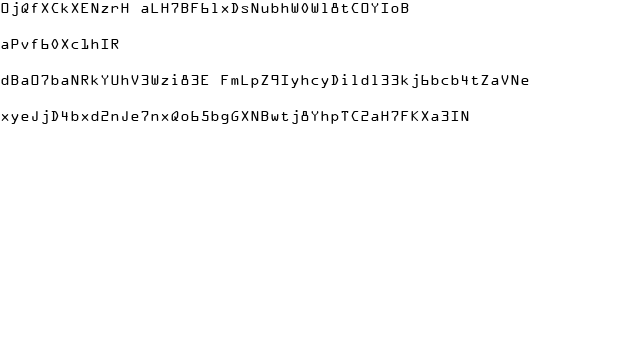 OjQfXCkXENzrH aLH7BF6lxDsNubhW0Wl8tCOYIoB
aPvf60Xc1hIR
dBaO7baNRkYUhV3Wzi83E FmLpZ9IyhcyDildl33kj6bcb4tZaVNe
xyeJjD4bxd2nJe7nxQo65bgGXNBwtj8YhpTC2aH7FKXa3IN